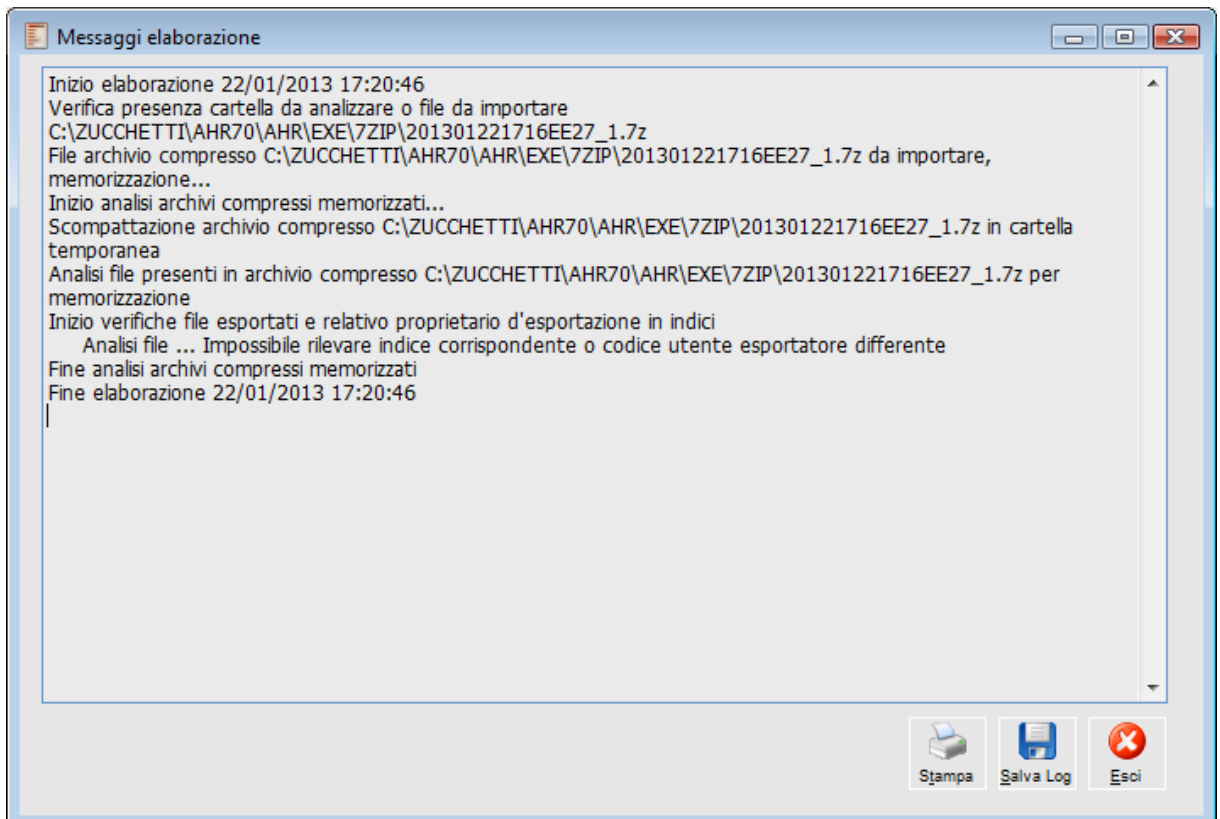 Messaggi elaborazione
Inizio elaborazione 22/01/2013 17:20:46
Verifica presenza cartella da analizzare o file da importare
C:\ZUCCHETTI\AHR70\AHR\EXE\7ZIP\201301221716EE27_1.7z
File archivio compresso C:\ZUCCHETTI\AHR70\AHR\EXE\7ZIP\201301221716EE27_1.7z da importare,
memorizzazione...
Inizio analisi archivi compressi memorizzati...
Scompattazione archivio compresso C:\ZUCCHETTI\AHR70\AHR\EXE\7ZIP\201301221716EE27_1.7z in cartella
temporanea
Analisi file presenti in archivio compresso C:\ZUCCHETTI\AHR70\AHR\EXE\7ZIP\201301221716EE27_1.7z per
memorizzazione
Inizio verifiche file esportati e relativo proprietario d'esportazione in indici
Analisi file ... Impossibile rilevare indice corrispondente o codice utente esportatore differente
Fine analisi archivi compressi memorizzati
Fine elaborazione 22/01/2013 17:20:46
Stampa
Salva Log
Esci